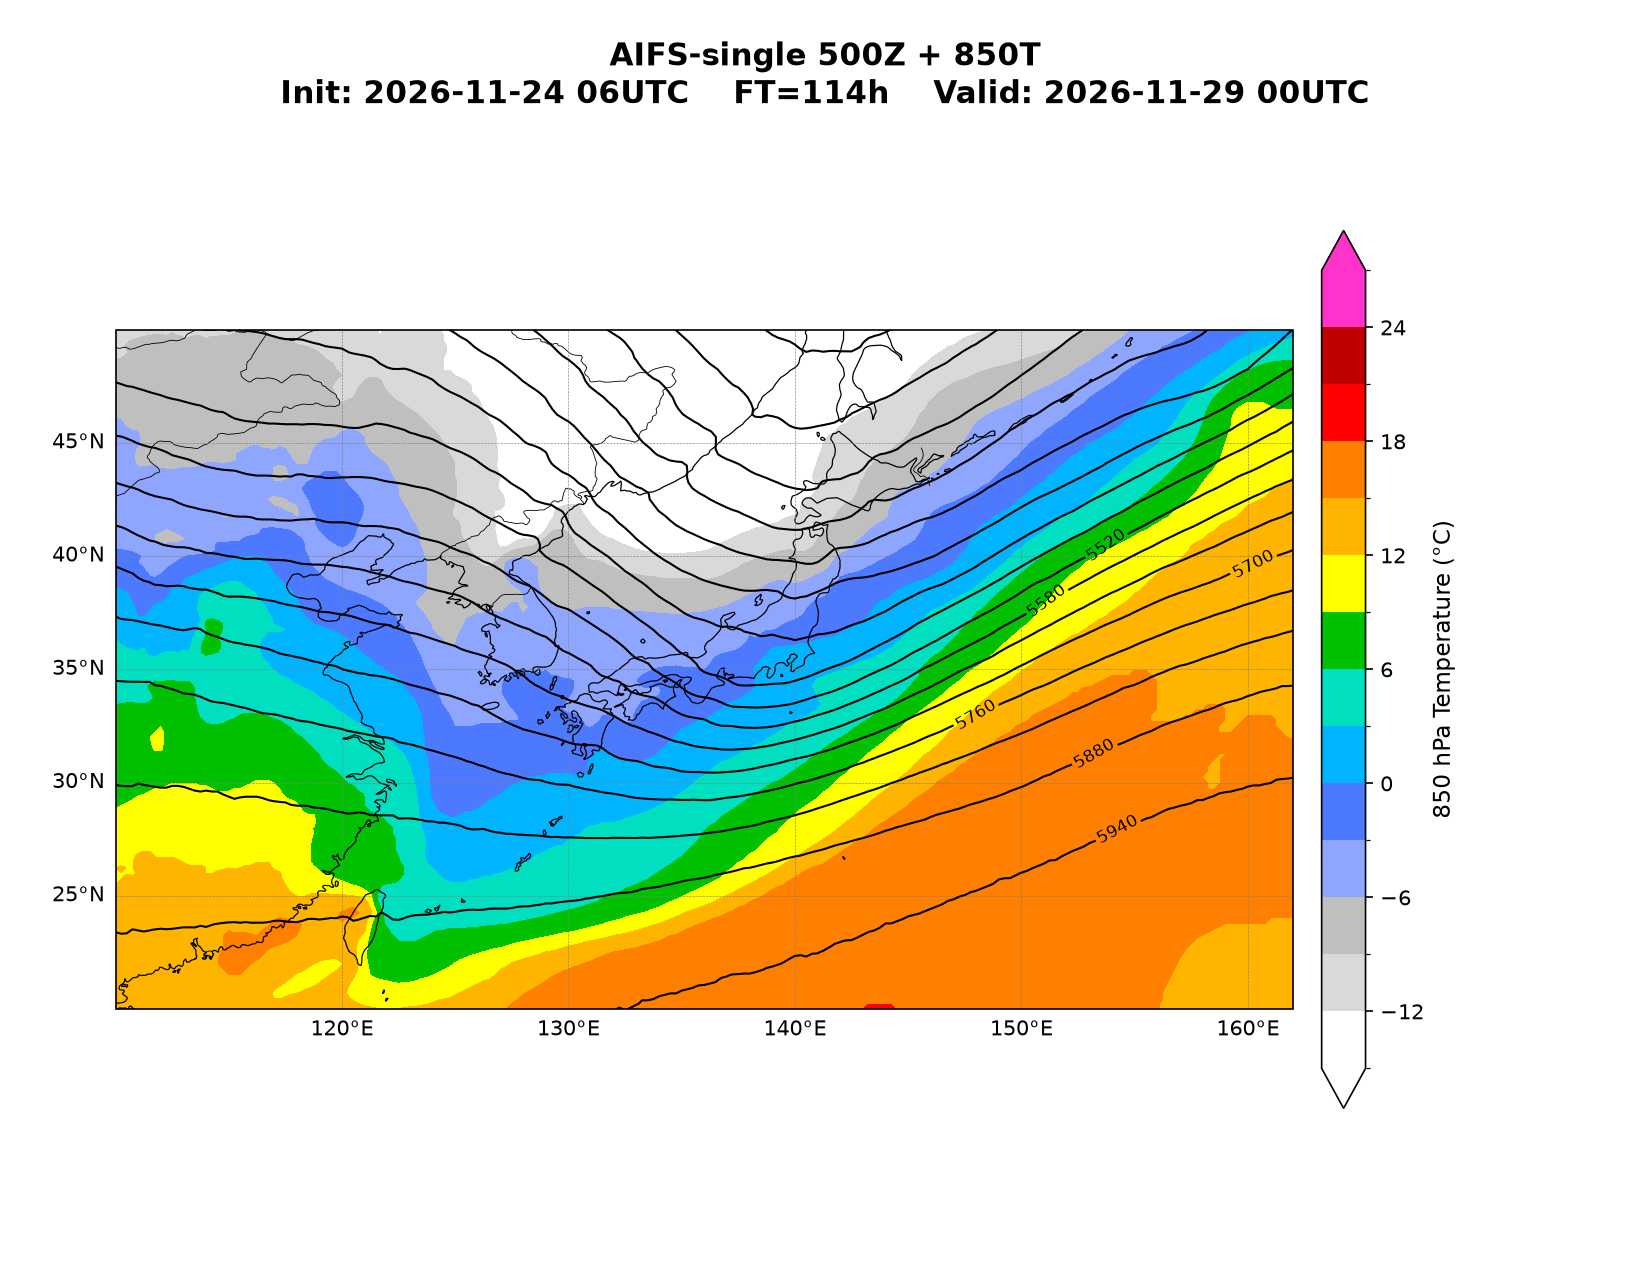 AIFS-single 500Z + 850T
Init: 2026-11-24 06UTC    FT=114h    Valid: 2026-11-29 00UTC
24
18
12
6
0
−6
−12
850 hPa Temperature (°C)
45°N
40°N
35°N
30°N
25°N
5520
5700
5580
5760
5880
5940
120°E
130°E
140°E
150°E
160°E